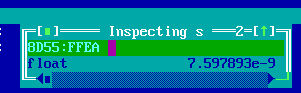 [▪] Inspecting s 2=[↑]
8D55:FFEA
float 7.597893e-9